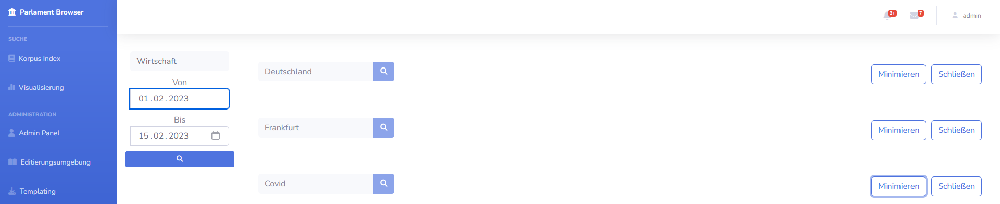 Parlament Browser
SUCHE
Korpus Index
Visualisierung
ADMINISTRATION
Admin Panel
Editierungsumgebung
Templating
3+
7
admin
Wirtschaft
Von
01.02.2023
Bis
15.02.2023
Deutschland
Minimieren Schließen
Frankfurt
Minimieren Schließen
Covid
Minimieren Schließen